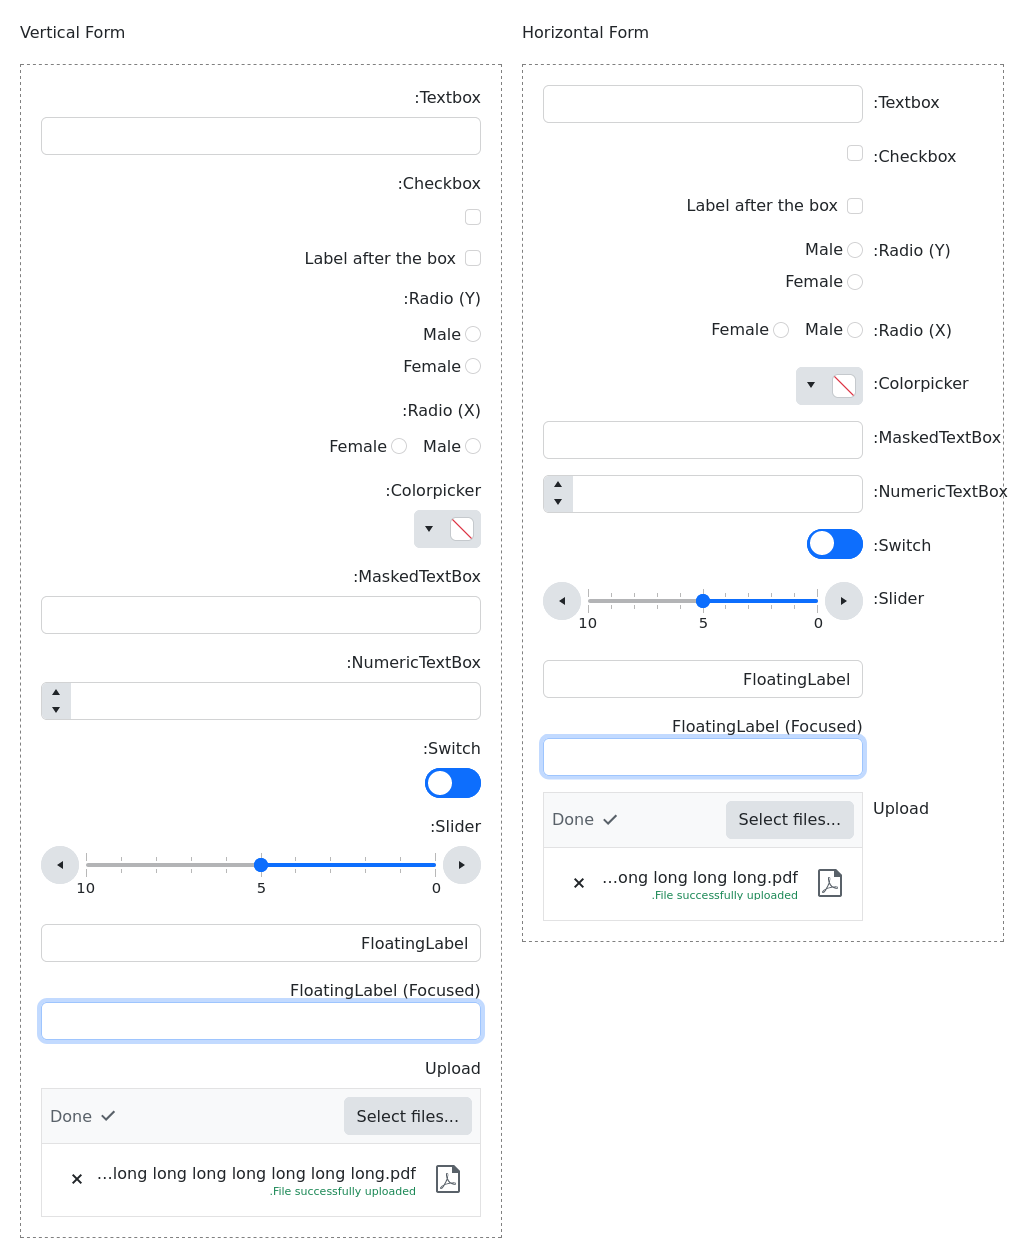 Vertical Form
:Textbox
:Checkbox
Label after the box
:Radio (Y)
Male
Female
:Radio (X)
Female Male
:Colorpicker
:MaskedTextBox
:NumericTextBox
:Switch
:Slider
10 5 0
FloatingLabel
FloatingLabel (Focused)
Upload
Done Select files...
...long long long long long long long.pdf
.File successfully uploaded
Horizontal Form
:Textbox
:Checkbox
Label after the box
Male :Radio (Y)
Female
Female Male :Radio (X)
:Colorpicker
:MaskedTextBox
:NumericTextBox
:Switch
:Slider
10 5 0
FloatingLabel
FloatingLabel (Focused)
Upload
Done Select files...
...ong long long long.pdf
.File successfully uploaded